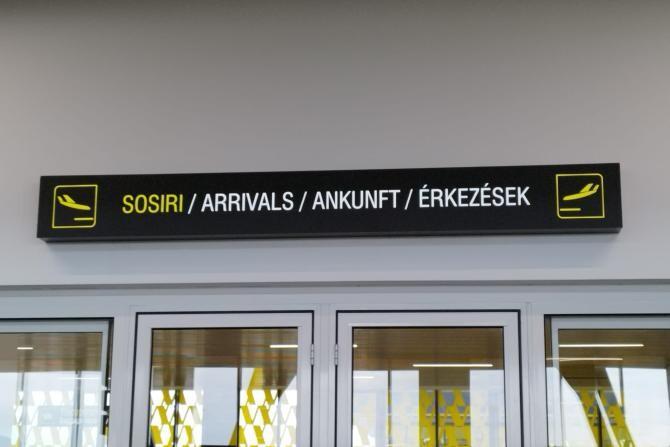 SOSIRI / ARRIVALS / ANKUNFT / ÉRKEZÉSEK